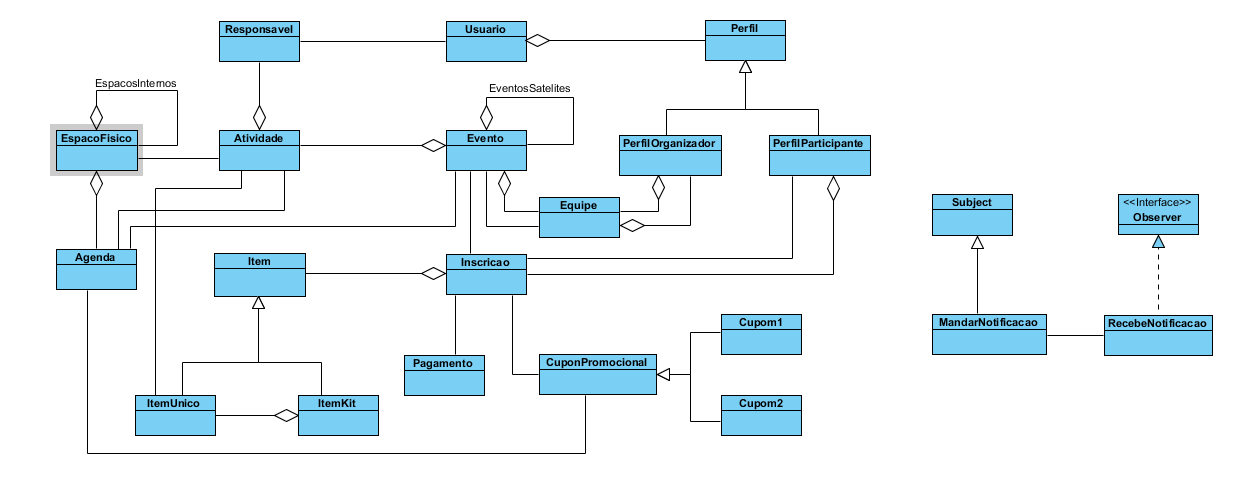 Responsavel
Usuario
Perfil
EspacosInternos
EventosSatelites
EspacoFisico
Atividade
Evento
PerfilOrganizador
PerfilParticipante
Equipe
Subject
<<Interface>>
Observer
Agenda
Item
Inscricao
MandarNotificacao
RecebeNotificacao
Cupom1
Pagamento
CuponPromocional
ItemUnico
ItemKit
Cupom2